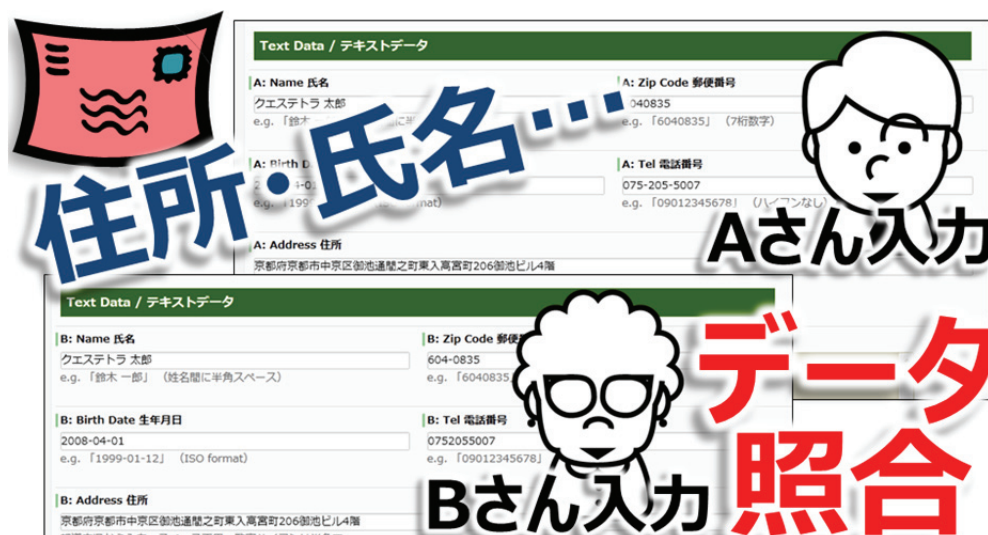 Text Data / テキストデータ
A: Name 氏名
クエステトラ 太郎
A: Zip Code 郵便番号
040835
e.g. 「6040835」 (7桁数字)
A: Birth D
A: Tel 電話番号
075-205-5007
e.g. 「09012345678」 (ハイフンなし)
A: Address 住所
京都府京都市中京区御池通間之町東入高宮町206御池ビル4階
住所・氏名…
Aさん入力
Text Data / テキストデータ
B: Name 氏名
クエステトラ 太郎
e.g. 「鈴木 一郎」 (姓名間に半角スペース)
B: Zip Code 郵便
604-0835
e.g. 「6040835
B: Birth Date 生年月日
2008-04-01
e.g. 「1999-01-12」 (ISO format)
B: Tel 電話番号
0752055007
e.g. 「09012345678」
B: Address 住所
京都府京都市中京区御池通間之町東入高宮町206御池ビル4階
Bさん入力
データ
照合